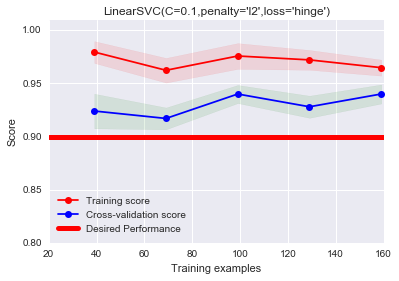 LinearSVC(C=0.1,penalty='l2',loss='hinge')
1.00
0.95
0.90
0.85
0.80
Score
Training score
Cross-validation score
Desired Performance
20 40 60 80 100 120 140 160
Training examples